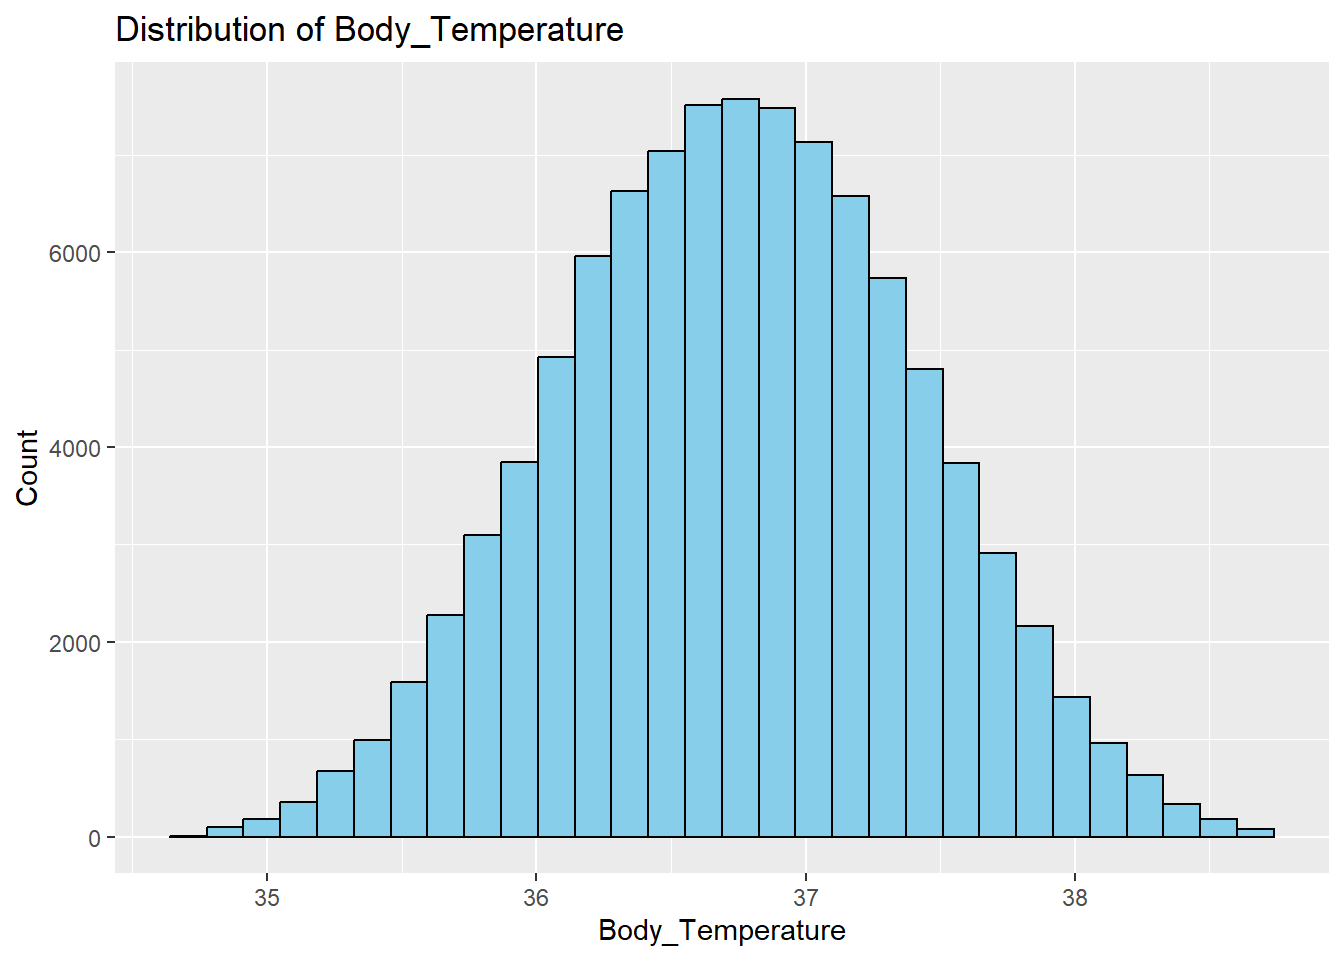 Distribution of Body_Temperature
6000
4000
2000
0
Count
35 36 37 38
Body_Temperature